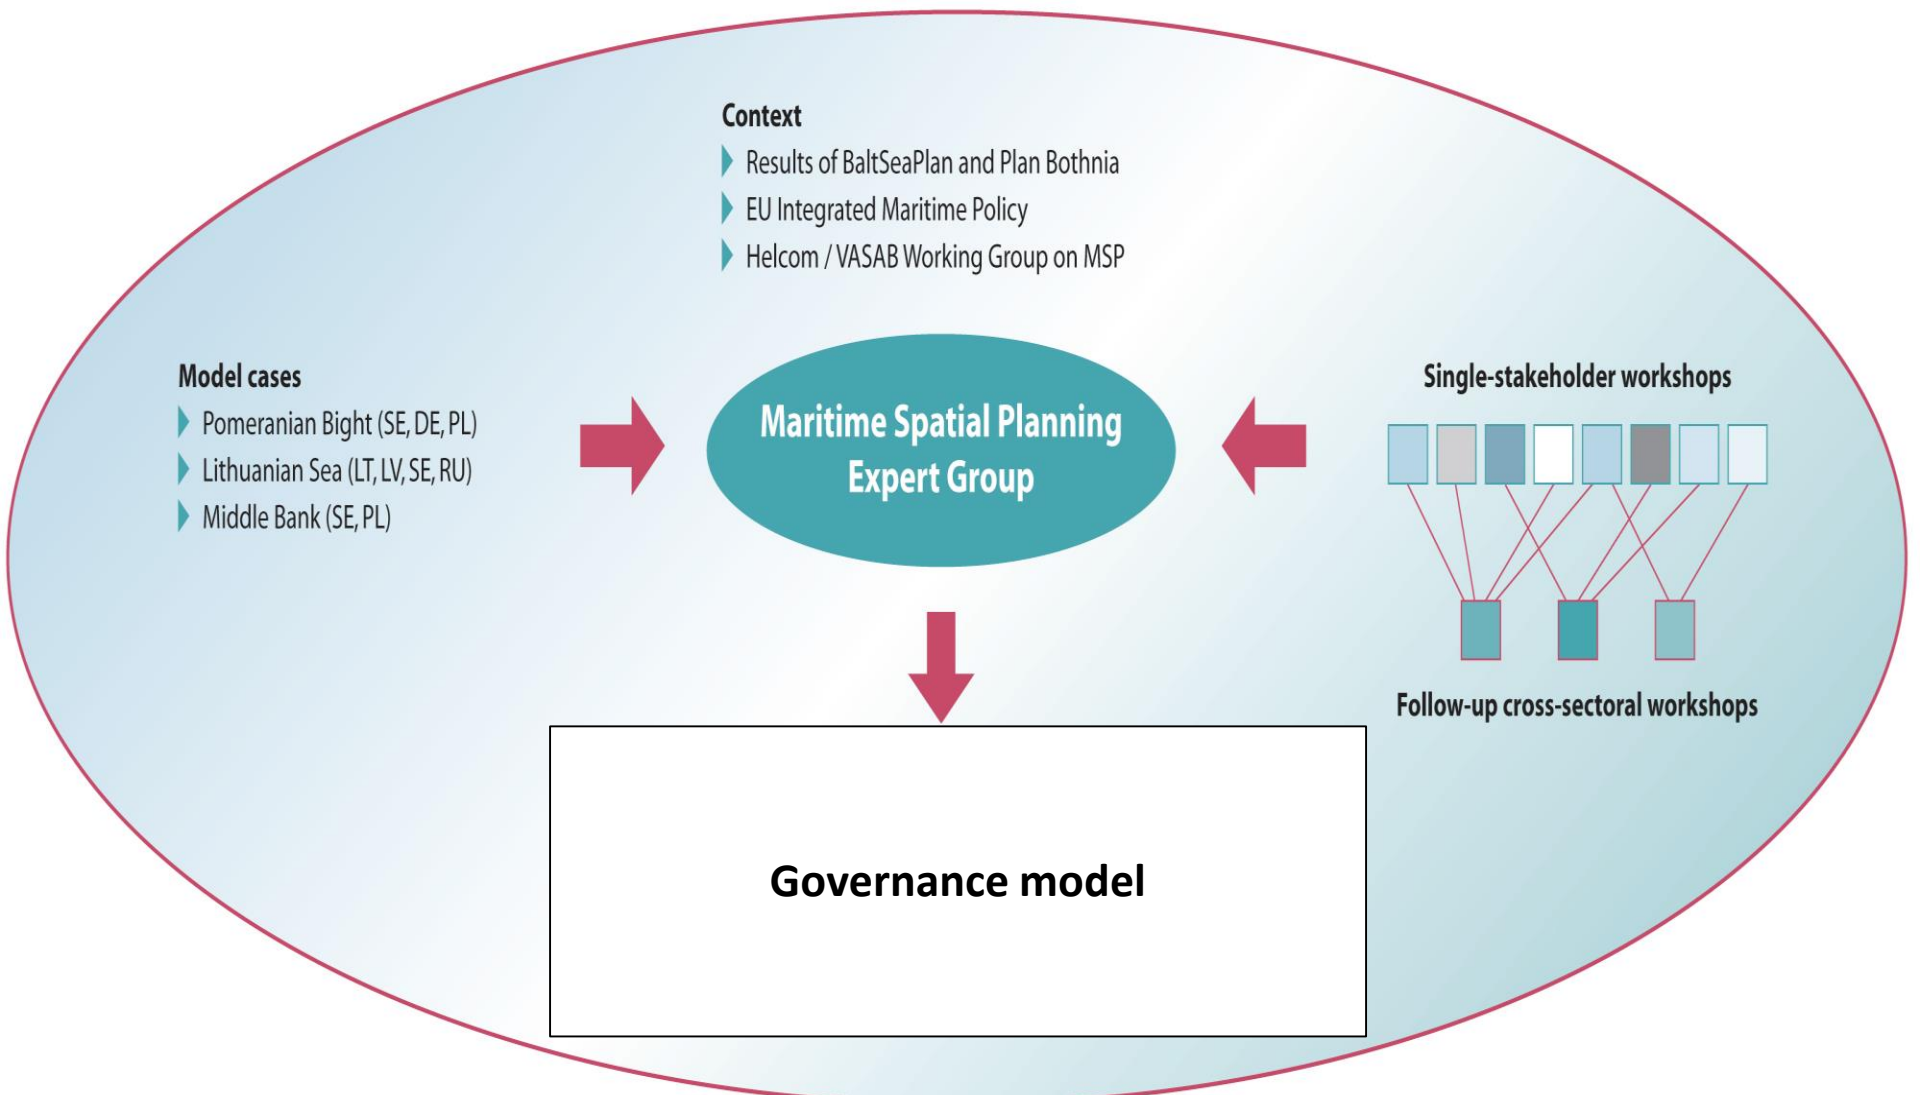 Context
Results of BaltSeaPlan and Plan Bothnia
EU Integrated Maritime Policy
Helcom / VASAB Working Group on MSP
Model cases
Pomeranian Bight (SE, DE, PL)
Lithuanian Sea (LT, LV, SE, RU)
Middle Bank (SE, PL)
Maritime Spatial Planning
Expert Group
Single-stakeholder workshops
Follow-up cross-sectoral workshops
Governance model